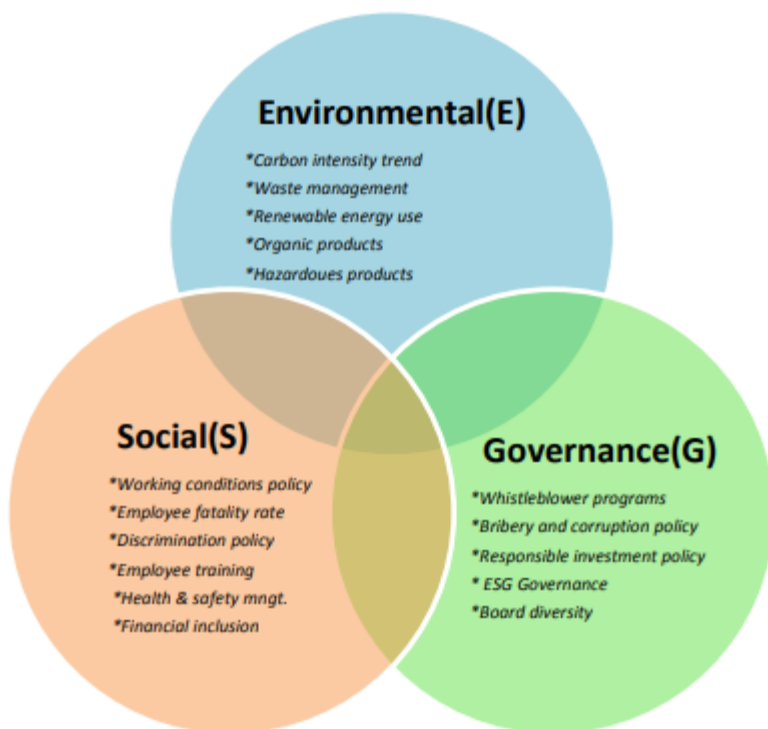 Environmental(E)
*Carbon intensity trend
*Waste management
*Renewable energy use
*Organic products
*Hazardoues products
Social(S)
*Working conditions policy
*Employee fatality rate
*Discrimination policy
*Employee training
*Health & safety mngt.
*Financial inclusion
Governance(G)
*Whistleblower programs
*Bribery and corruption policy
*Responsible investment policy
* ESG Governance
*Board diversity